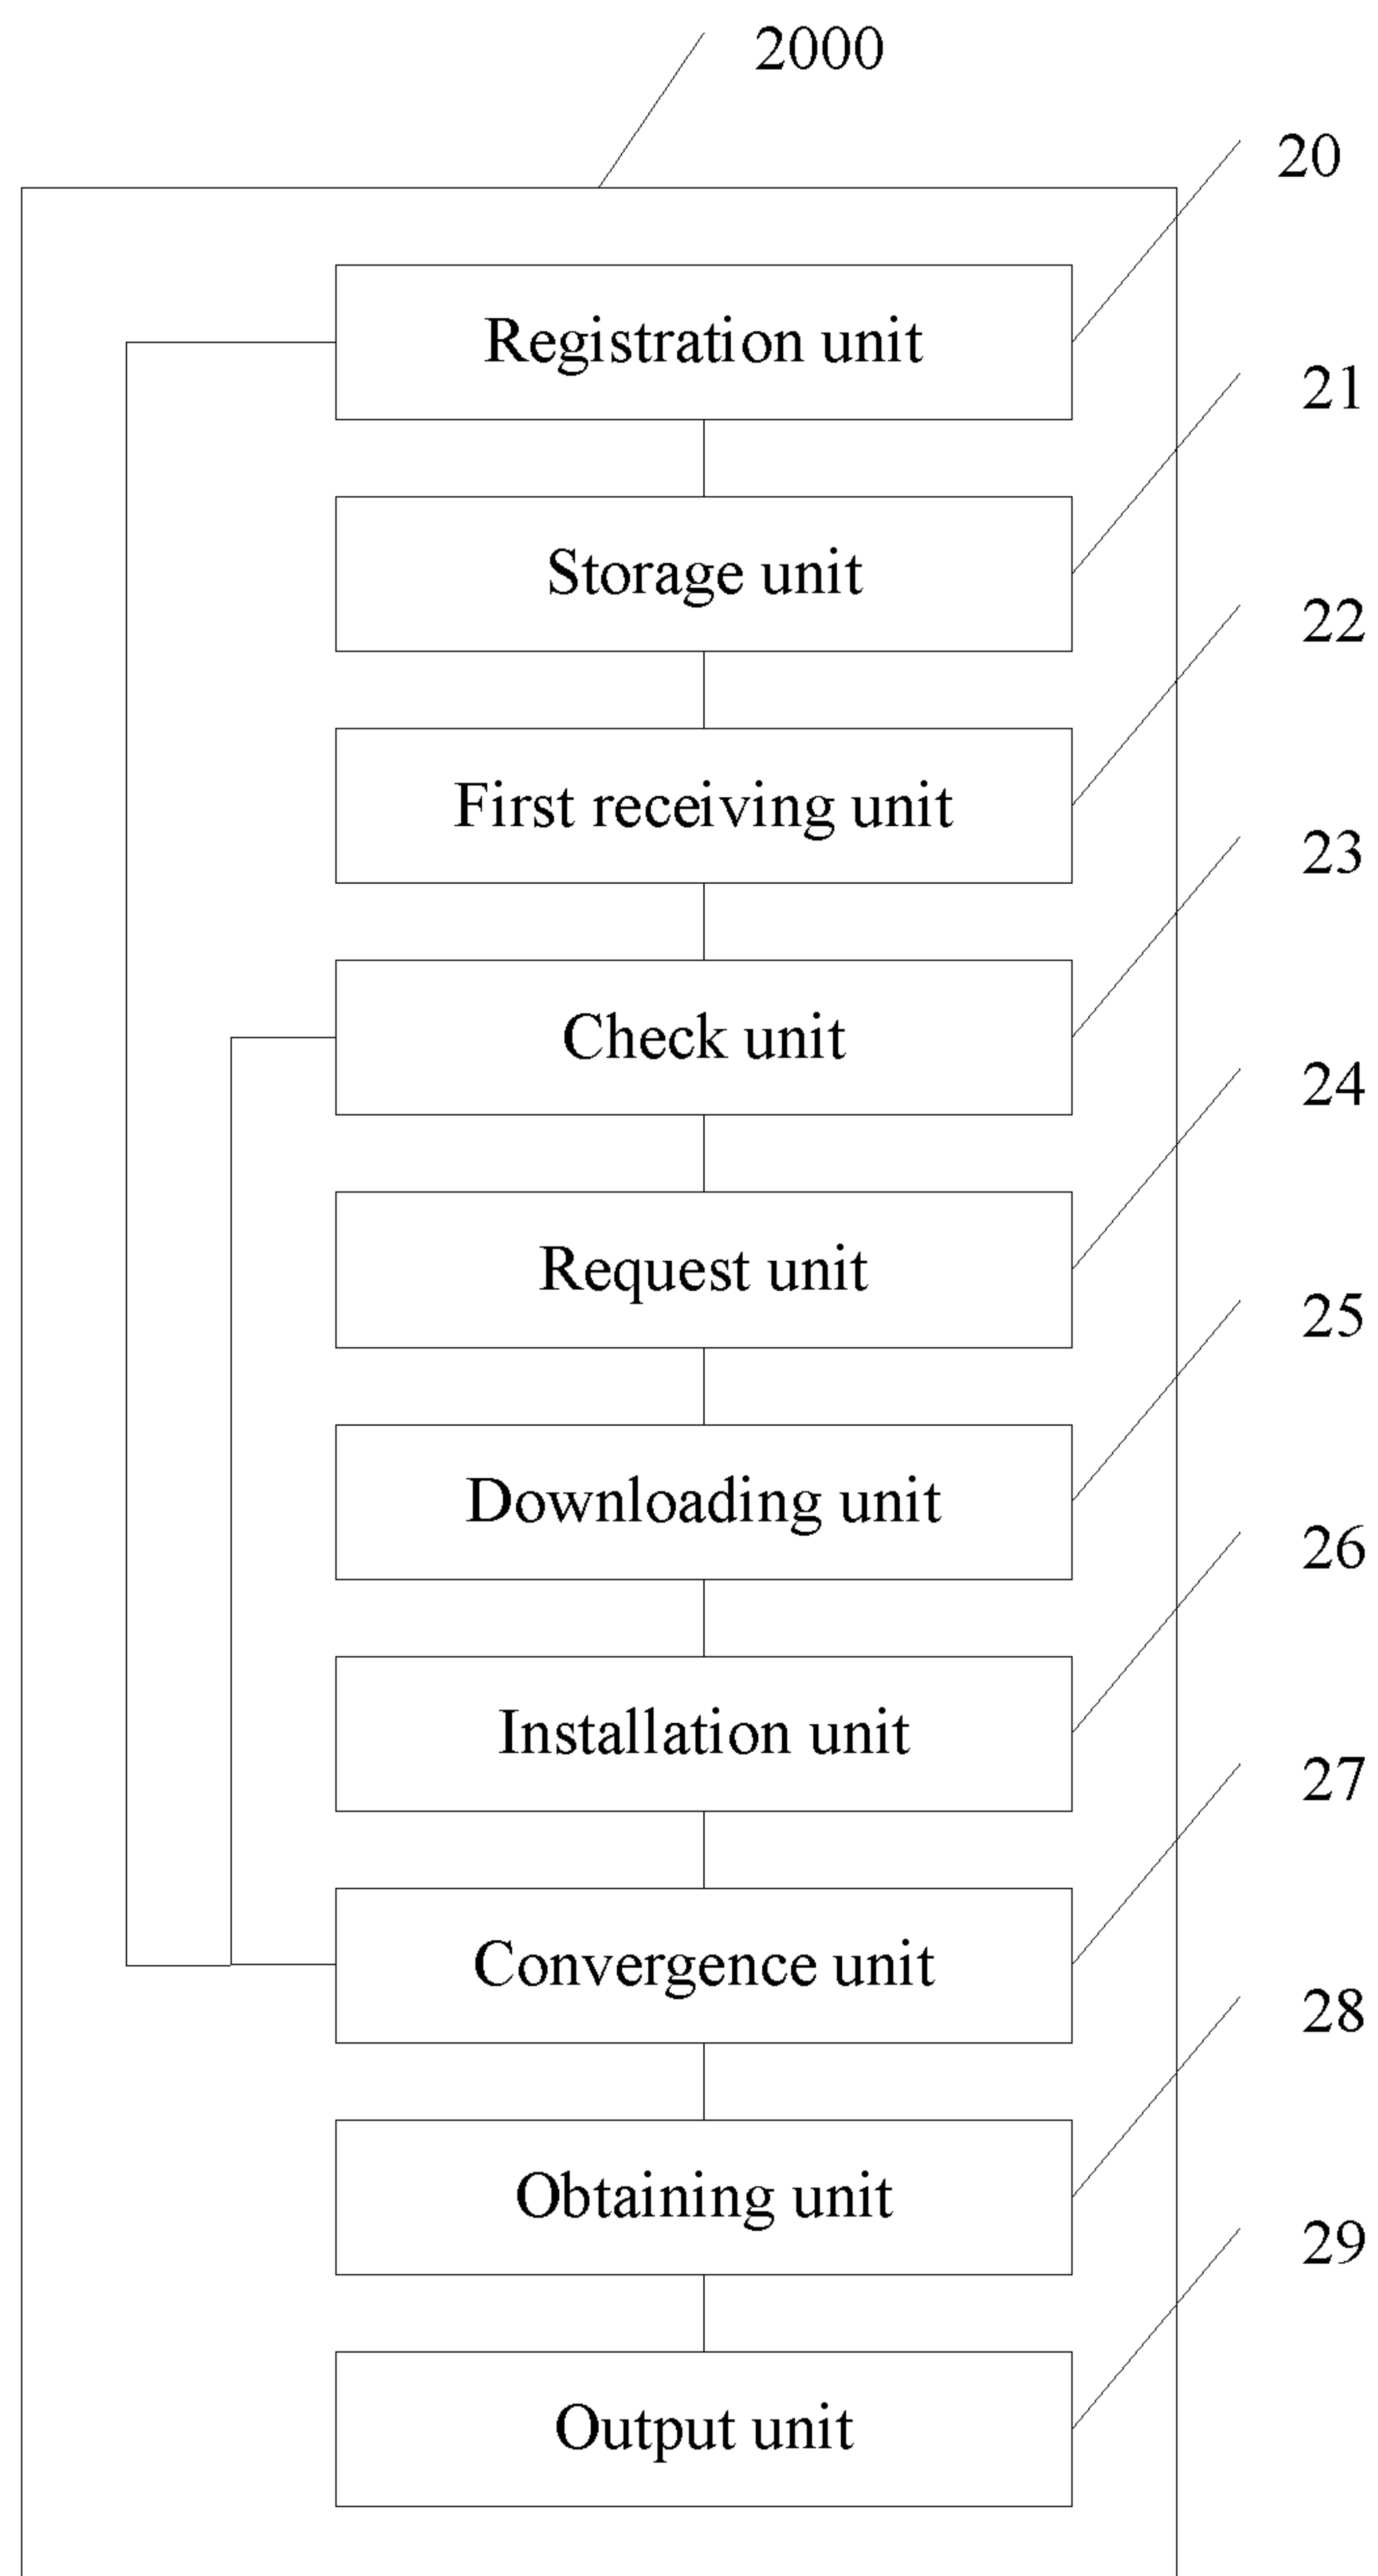 2000
20
Registration unit
21
Storage unit
22
First receiving unit
23
Check unit
24
Request unit
25
Downloading unit
26
Installation unit
27
Convergence unit
28
Obtaining unit
29
Output unit